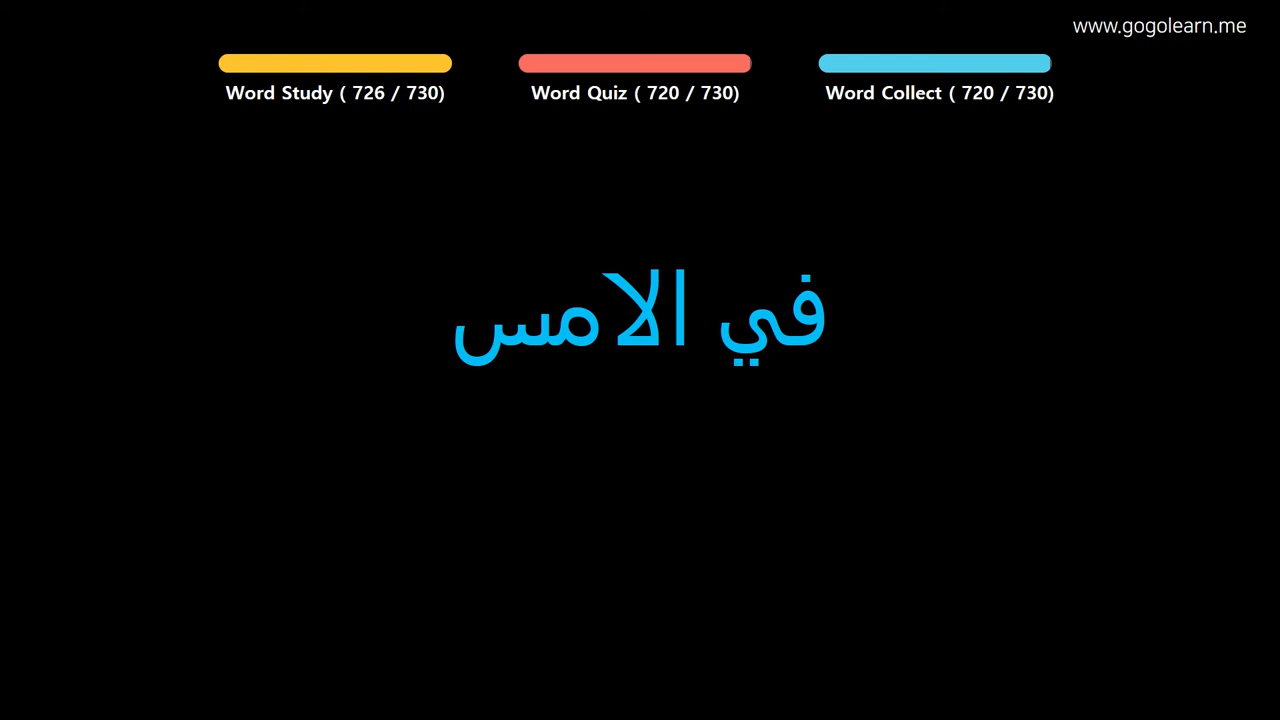 www.gogolearn.me
Word Study ( 726 / 730)
Word Quiz ( 720 / 730)
Word Collect ( 720 / 730)
في الامس